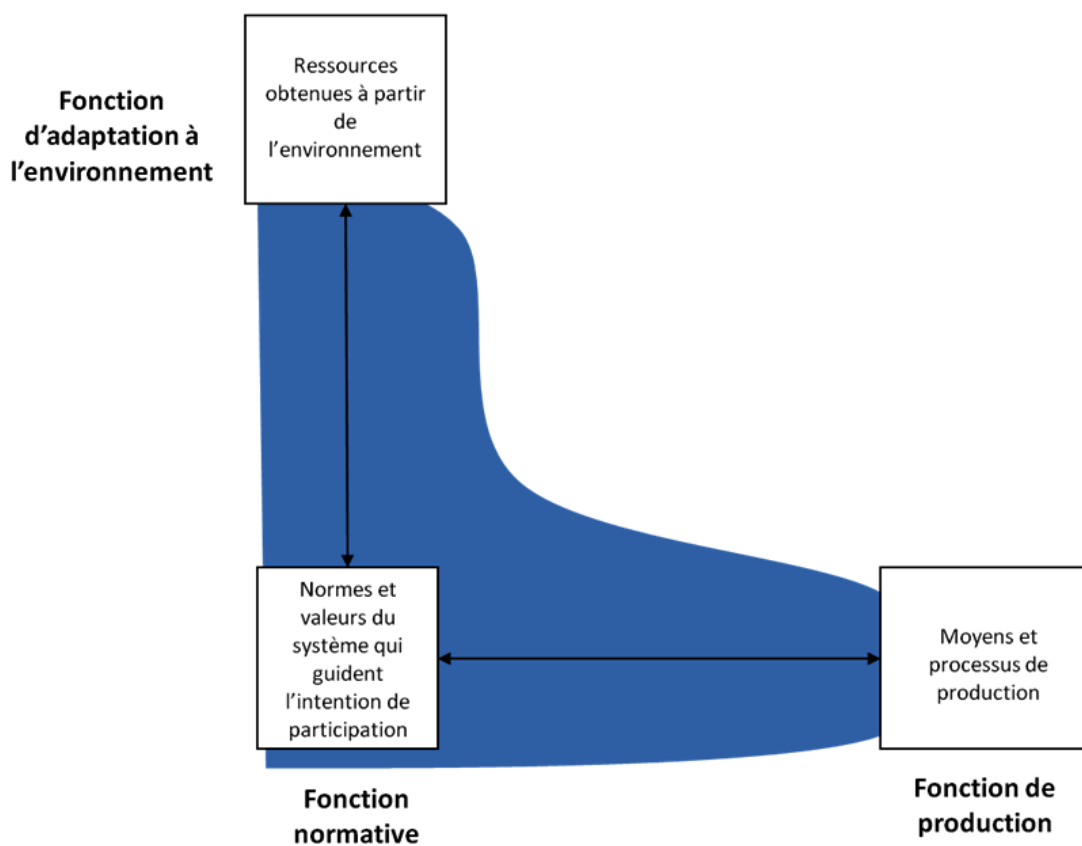 Fonction
d’adaptation à
l’environnement
Ressources
obtenues à partir
de
l’environnement
Normes et
valeurs du
système qui
guident
l’intention de
participation
Moyens et
processus de
production
Fonction
normative
Fonction de
production